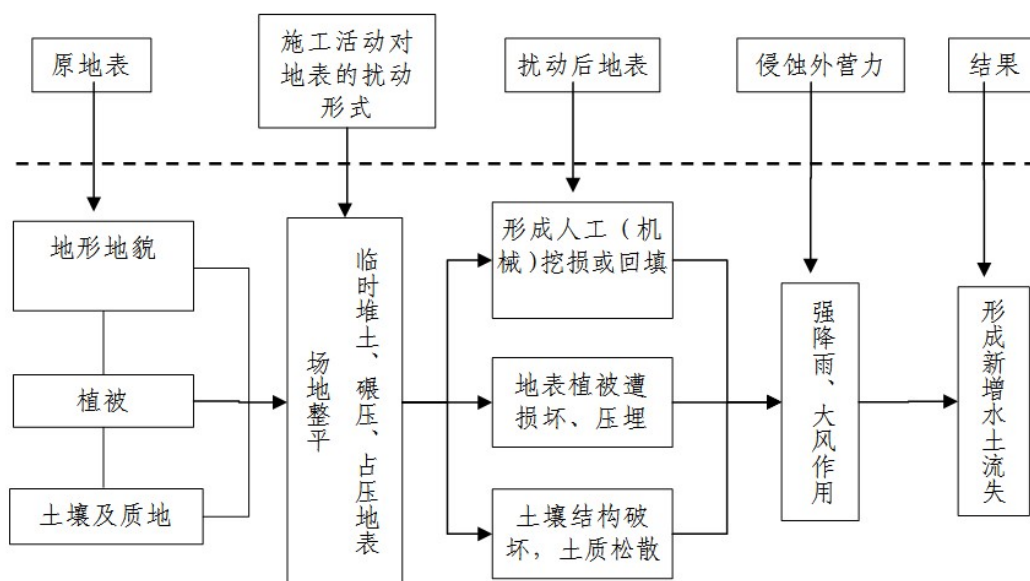 原地表
施工活动对
地表的扰动
形式
扰动后地表
侵蚀外营力
结果
地形地貌
植被
土壤及质地
临时堆土、碾压、占压地表
场地整平
形成人工（机
械）挖损或回填
地表植被遭
损坏、压埋
土壤结构破
坏，土质松散
强降雨、大风作用
形成新增水土流失